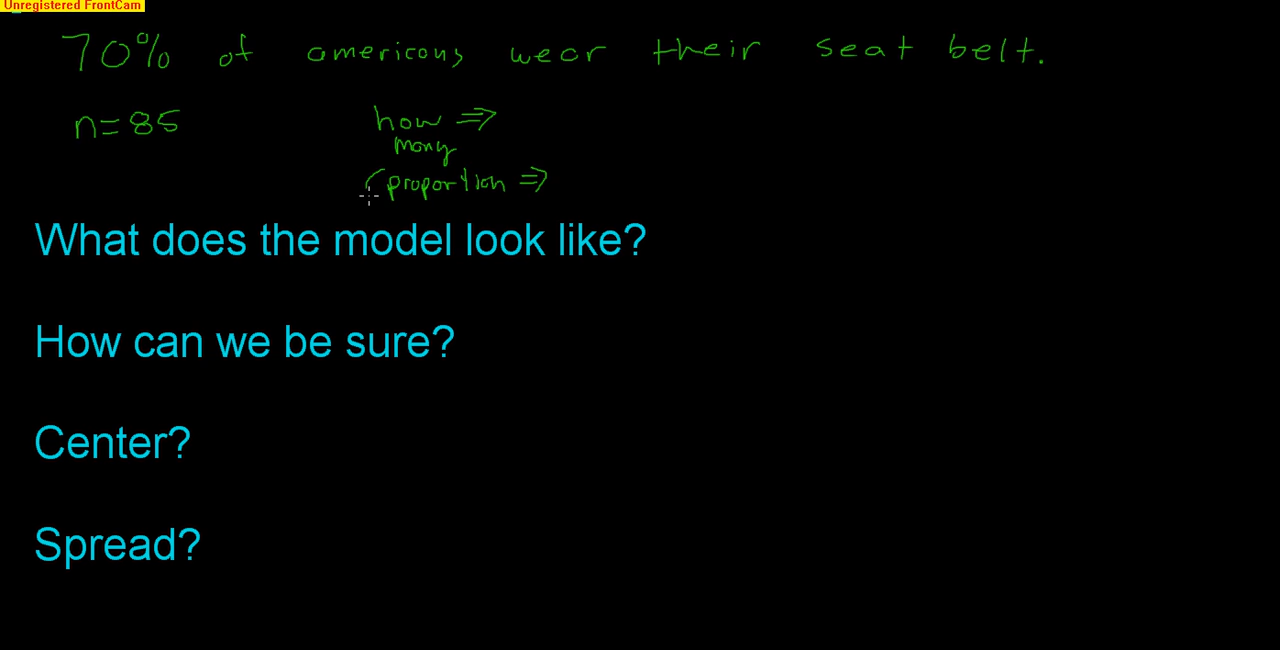 Unregistered FrontCam
70% of americans wear their seat belt.
n=85
how ⇒
many
(proportion ⇒
What does the model look like?
How can we be sure?
Center?
Spread?